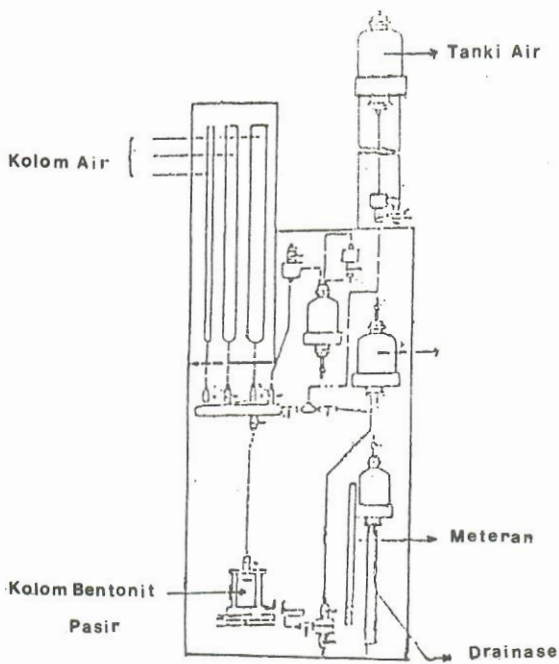 Tanki Air
Kolom Air
Meteran
Kolom Bentonit
Pasir
Drainase